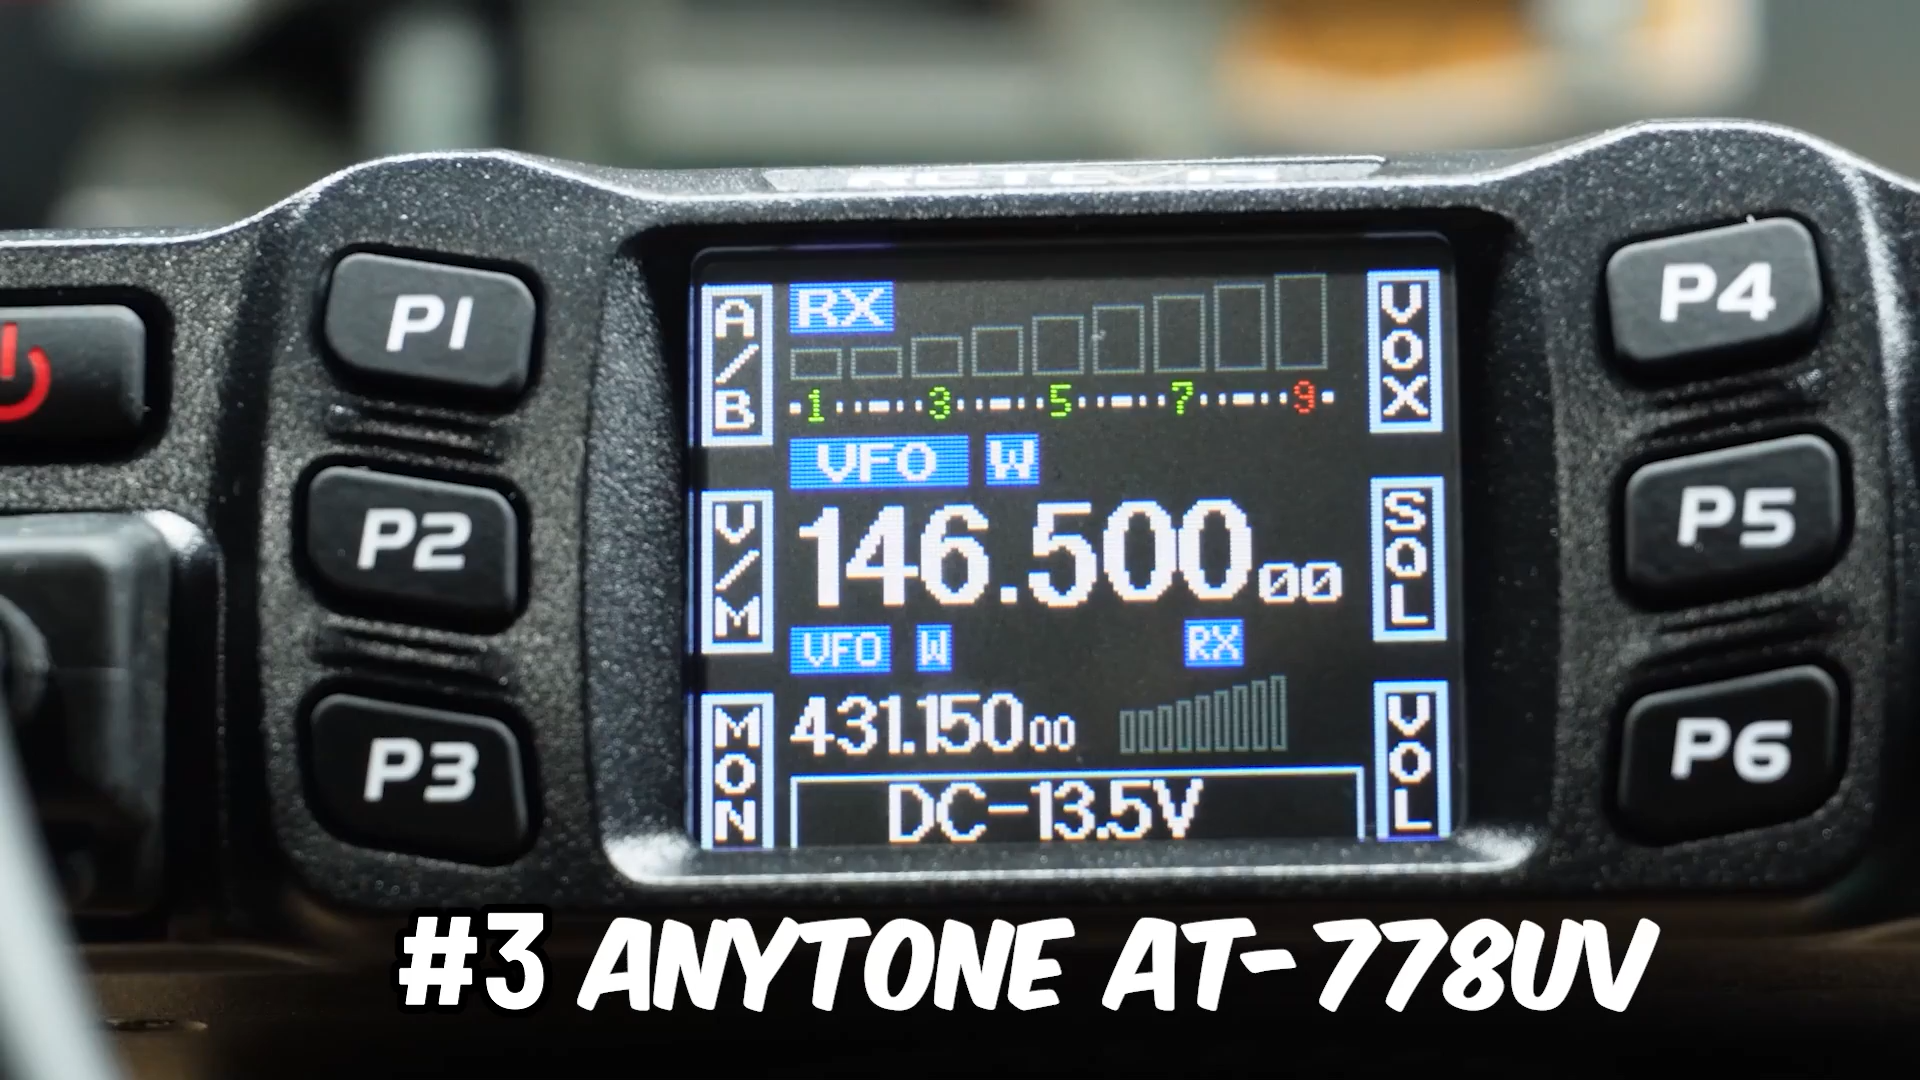 RETEVIS
P1
P2
P3
A/B
V/M
MON
RX
1 3 5 7 9
VFO W
146.50000
VFO W RX
431.15000
DC-13.5V
VOX
SQL
VOL
P4
P5
P6
#3 ANYTONE AT-778UV